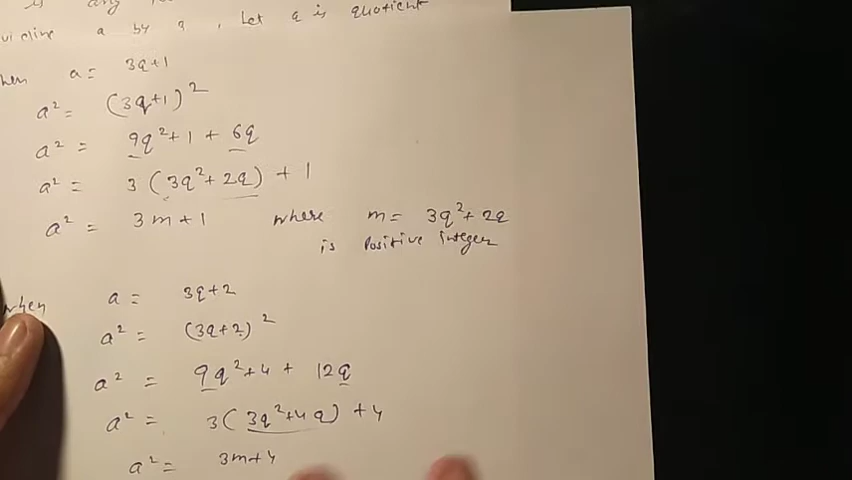 is any
a by 3 , Let q is quotient
a = 3q+1
a² = (3q+1)²
a² = 9q²+1 + 6q
a² = 3 (3q²+2q) + 1
a² = 3m+1 where m = 3q²+2q
is Positive integer
when a = 3q+2
a² = (3q+2)²
a² = 9q²+4 + 12q
a² = 3(3q²+4q) +4
a² = 3m+4